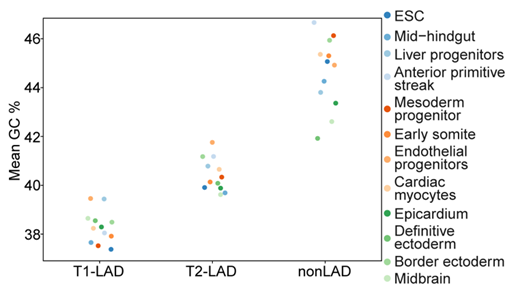 Mean GC %
46
44
42
40
38
T1-LAD
T2-LAD
nonLAD
ESC
Mid-hindgut
Liver progenitors
Anterior primitive
streak
Mesoderm
progenitor
Early somite
Endothelial
progenitors
Cardiac
myocytes
Epicardium
Definitive
ectoderm
Border ectoderm
Midbrain